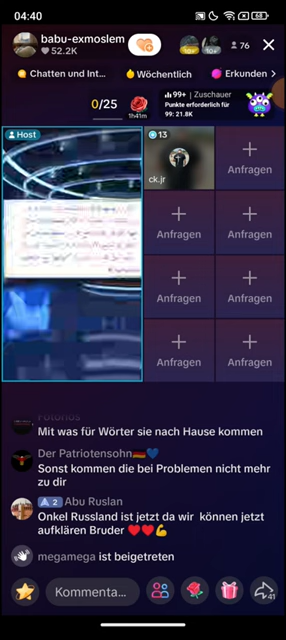 04:40
68
babu-exmoslem
52.2K
10+
10+
76
Chatten und Int...
Wöchentlich
Erkunden >
0/25
1h41m
99+ | Zuschauer
Punkte erforderlich für
99: 21.8K
Host
13
ck.jr
Anfragen
Anfragen
Anfragen
Anfragen
Anfragen
Anfragen
Anfragen
Mit was für Wörter sie nach Hause kommen
Der Patriotensohn🇩🇪💙
Sonst kommen die bei Problemen nicht mehr
zu dir
2 Abu Ruslan
Onkel Russland ist jetzt da wir können jetzt
aufklären Bruder ❤️❤️💪
megamega ist beigetreten
Kommenta...
41